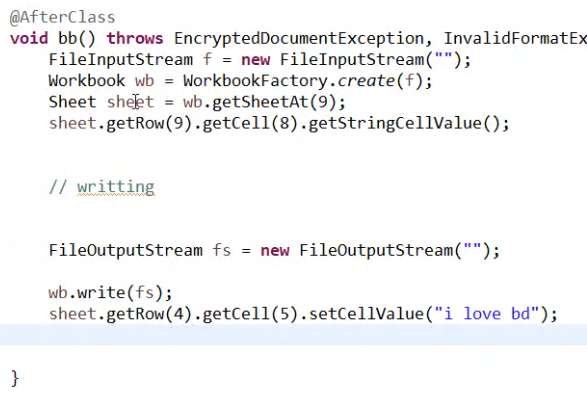 @AfterClass
void bb() throws EncryptedDocumentException, InvalidFormatEx
FileInputStream f = new FileInputStream("");
Workbook wb = WorkbookFactory.create(f);
Sheet sheet = wb.getSheetAt(9);
sheet.getRow(9).getCell(8).getStringCellValue();
// writting
FileOutputStream fs = new FileOutputStream("");
wb.write(fs);
sheet.getRow(4).getCell(5).setCellValue("i love bd");
}